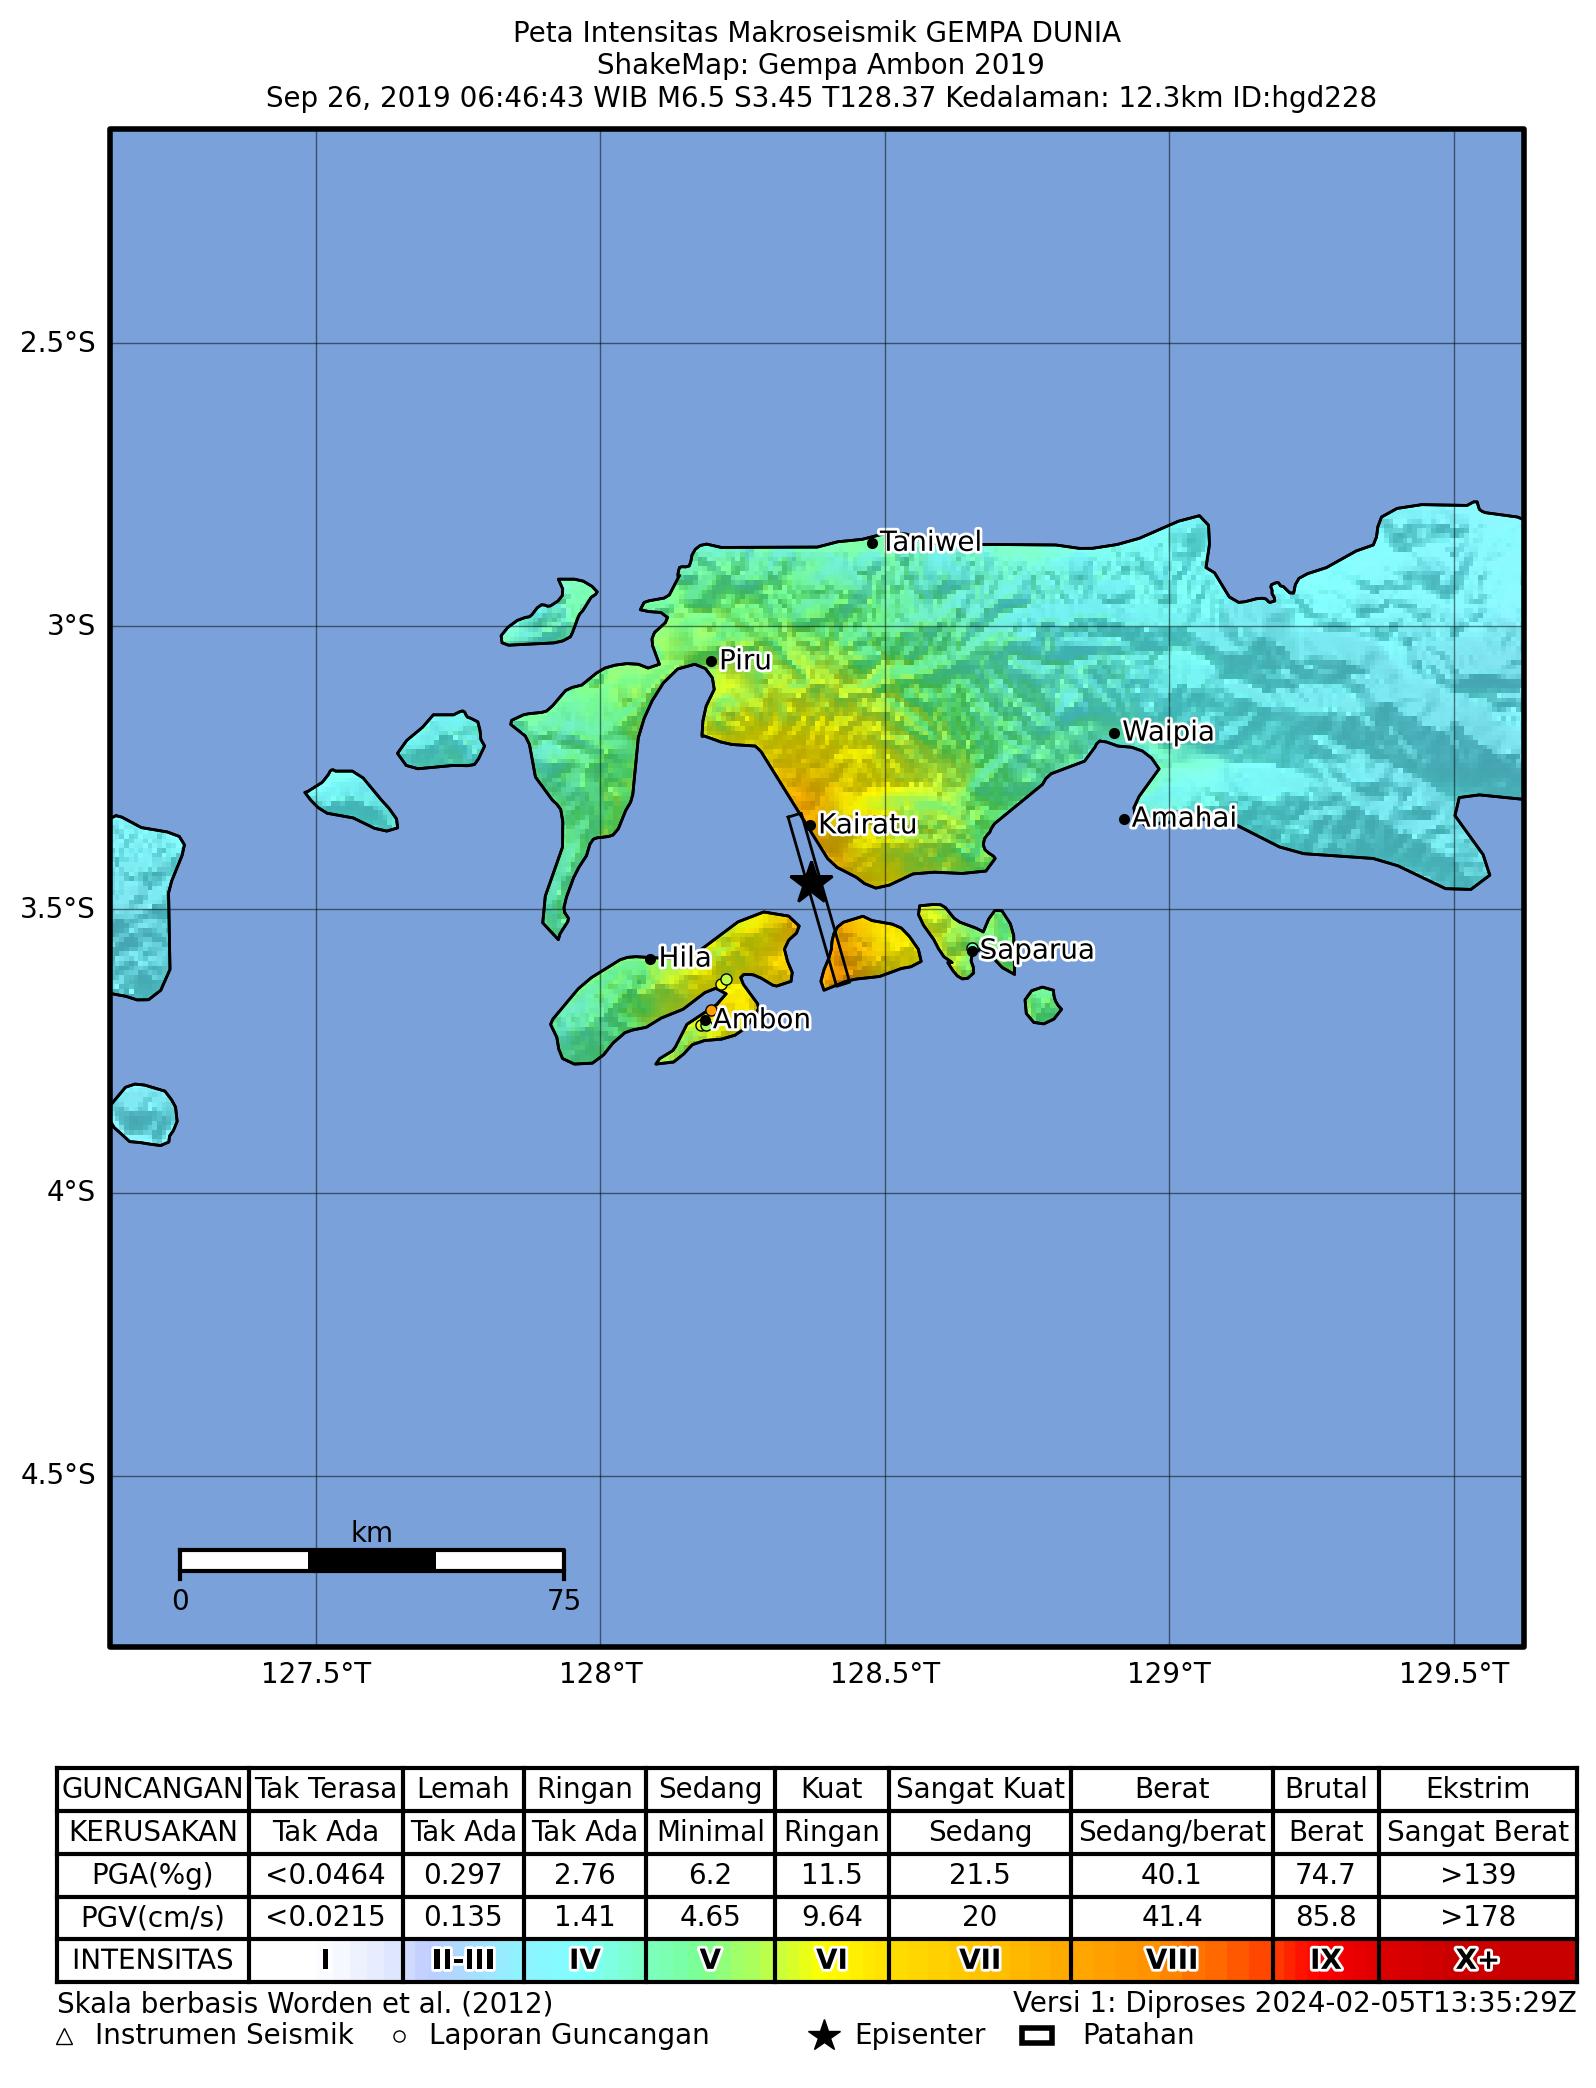 Peta Intensitas Makroseismik GEMPA DUNIA
ShakeMap: Gempa Ambon 2019
Sep 26, 2019 06:46:43 WIB M6.5 S3.45 T128.37 Kedalaman: 12.3km ID:hgd228
2.5°S
Taniwel
3°S
Piru
Waipia
Kairatu
Amahai
3.5°S
Hila
Saparua
Ambon
4°S
4.5°S
km
0 75
127.5°T 128°T 128.5°T 129°T 129.5°T
GUNCANGAN Tak Terasa Lemah Ringan Sedang Kuat Sangat Kuat Berat Brutal Ekstrim
KERUSAKAN Tak Ada Tak Ada Tak Ada Minimal Ringan Sedang Sedang/berat Berat Sangat Berat
PGA(%g) <0.0464 0.297 2.76 6.2 11.5 21.5 40.1 74.7 >139
PGV(cm/s) <0.0215 0.135 1.41 4.65 9.64 20 41.4 85.8 >178
INTENSITAS I II-III IV V VI VII VIII IX X+
Skala berbasis Worden et al. (2012) Versi 1: Diproses 2024-02-05T13:35:29Z
Instrumen Seismik Laporan Guncangan Episenter Patahan